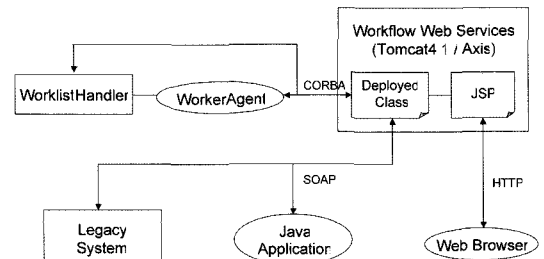 Workflow Web Services
(Tomcat4 1 / Axis)
WorklistHandler
WorkerAgent
CORBA
Deployed
Class
JSP
SOAP
HTTP
Legacy
System
Java
Application
Web Browser